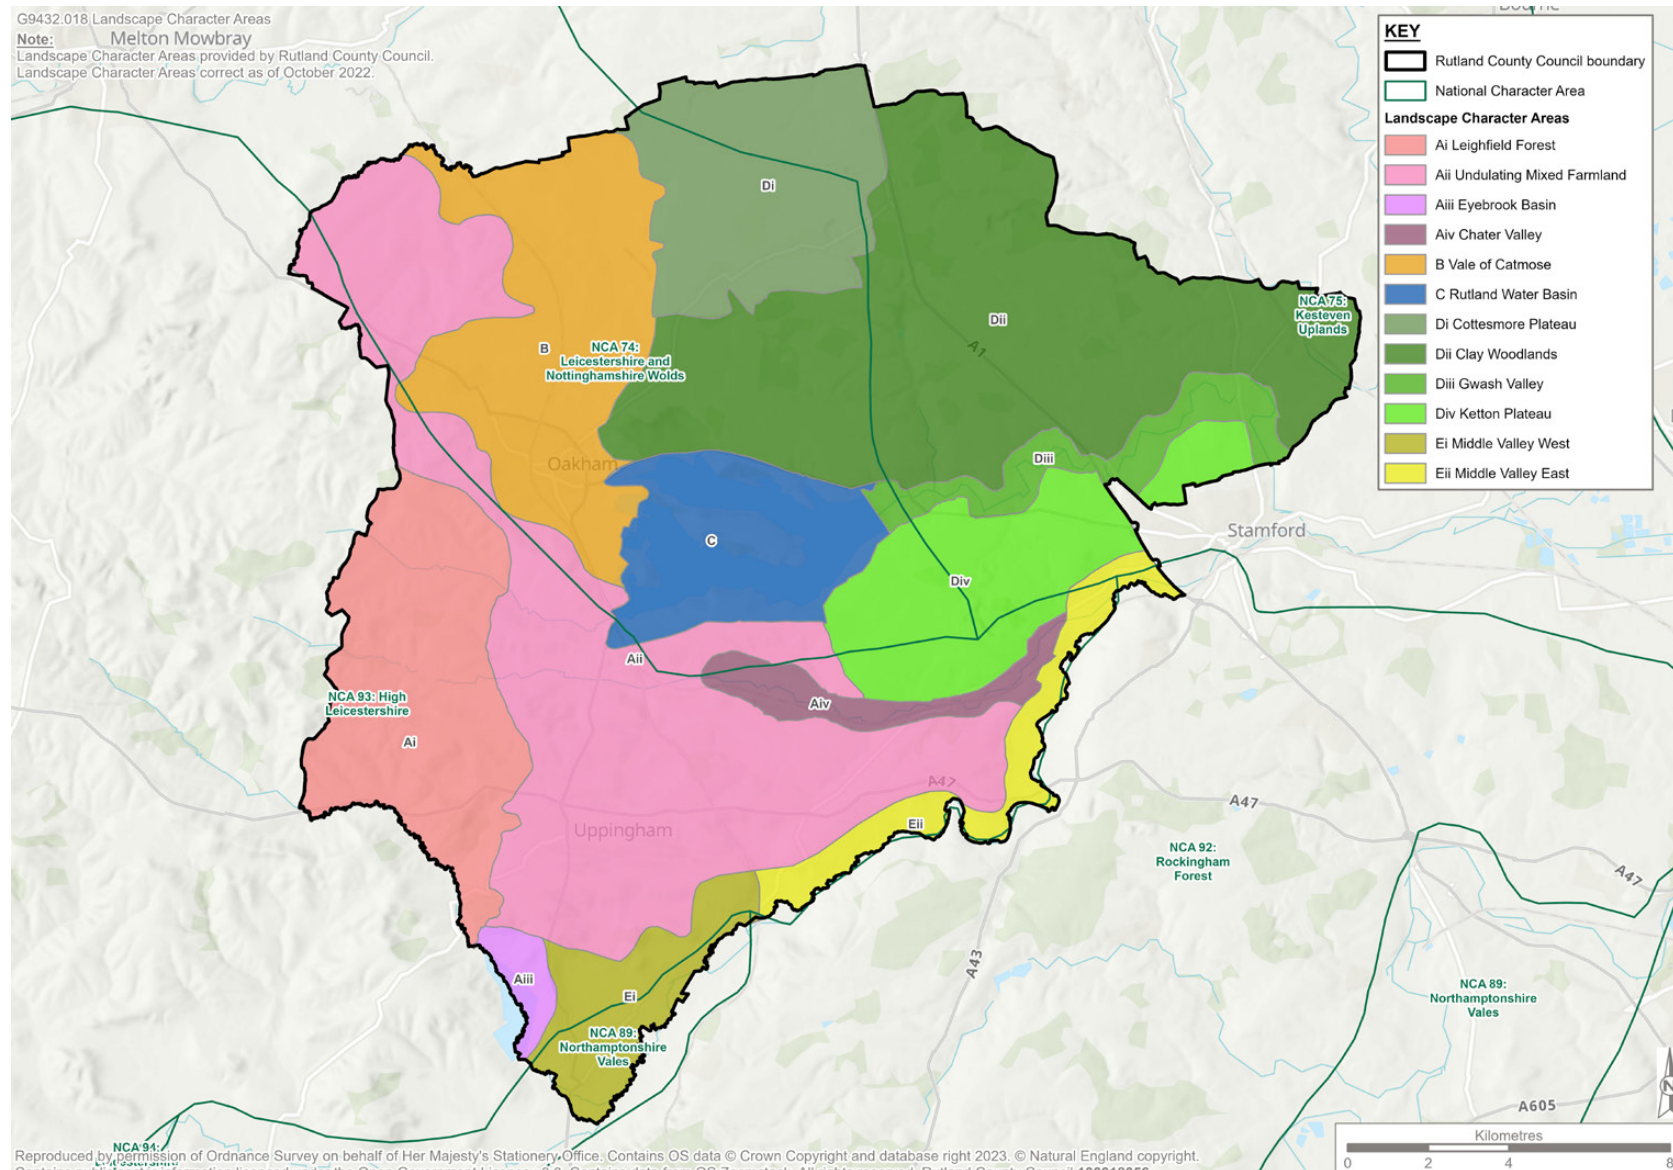 G9432.018 Landscape Character Areas
Note:
Landscape Character Areas provided by Rutland County Council.
Landscape Character Areas correct as of October 2022.
Melton Mowbray
Bourne
KEY
Rutland County Council boundary
National Character Area
Landscape Character Areas
Ai Leighfield Forest
Aii Undulating Mixed Farmland
Aiii Eyebrook Basin
Aiv Chater Valley
B Vale of Catmose
C Rutland Water Basin
Di Cottesmore Plateau
Dii Clay Woodlands
Diii Gwash Valley
Div Ketton Plateau
Ei Middle Valley West
Eii Middle Valley East
Di
NCA 75:
Kesteven
Uplands
Dii
A1
B
NCA 74:
Leicestershire and
Nottinghamshire Wolds
Oakham
Diii
Stamford
C
Div
Aii
NCA 93: High
Leicestershire
Aiv
Ai
A47
A47
Uppingham
Eii
NCA 92:
Rockingham
Forest
A47
A43
Aiii
Ei
NCA 89:
Northamptonshire
Vales
NCA 89:
Northamptonshire
Vales
N
A605
Kilometres
0 2 4 8
NCA 94:
Reproduced by permission of Ordnance Survey on behalf of Her Majesty's Stationery Office. Contains OS data © Crown Copyright and database right 2023. © Natural England copyright.